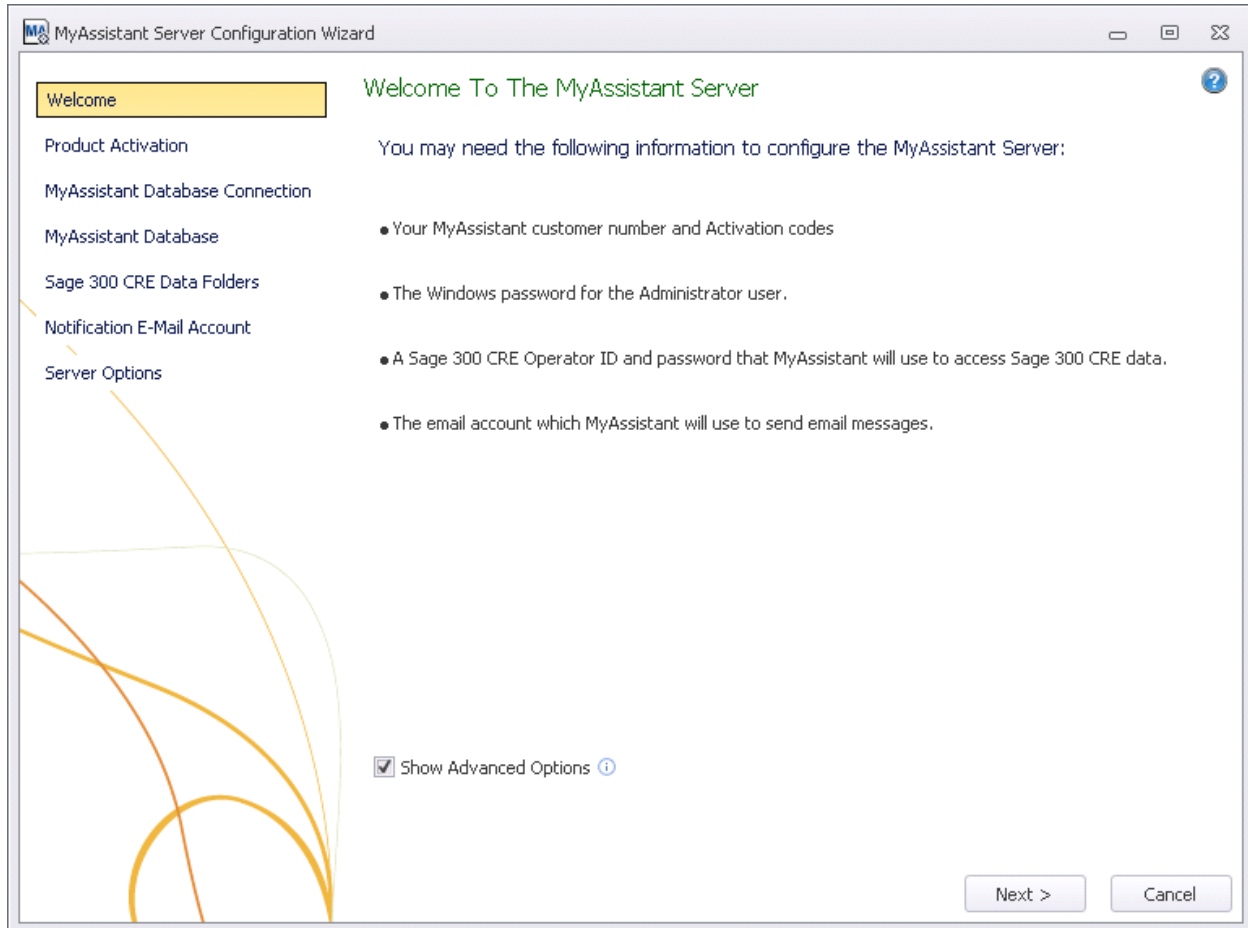 MyAssistant Server Configuration Wizard
Welcome
Product Activation
MyAssistant Database Connection
MyAssistant Database
Sage 300 CRE Data Folders
Notification E-Mail Account
Server Options
Welcome To The MyAssistant Server
You may need the following information to configure the MyAssistant Server:
● Your MyAssistant customer number and Activation codes
● The Windows password for the Administrator user.
● A Sage 300 CRE Operator ID and password that MyAssistant will use to access Sage 300 CRE data.
● The email account which MyAssistant will use to send email messages.
Show Advanced Options
Next >
Cancel